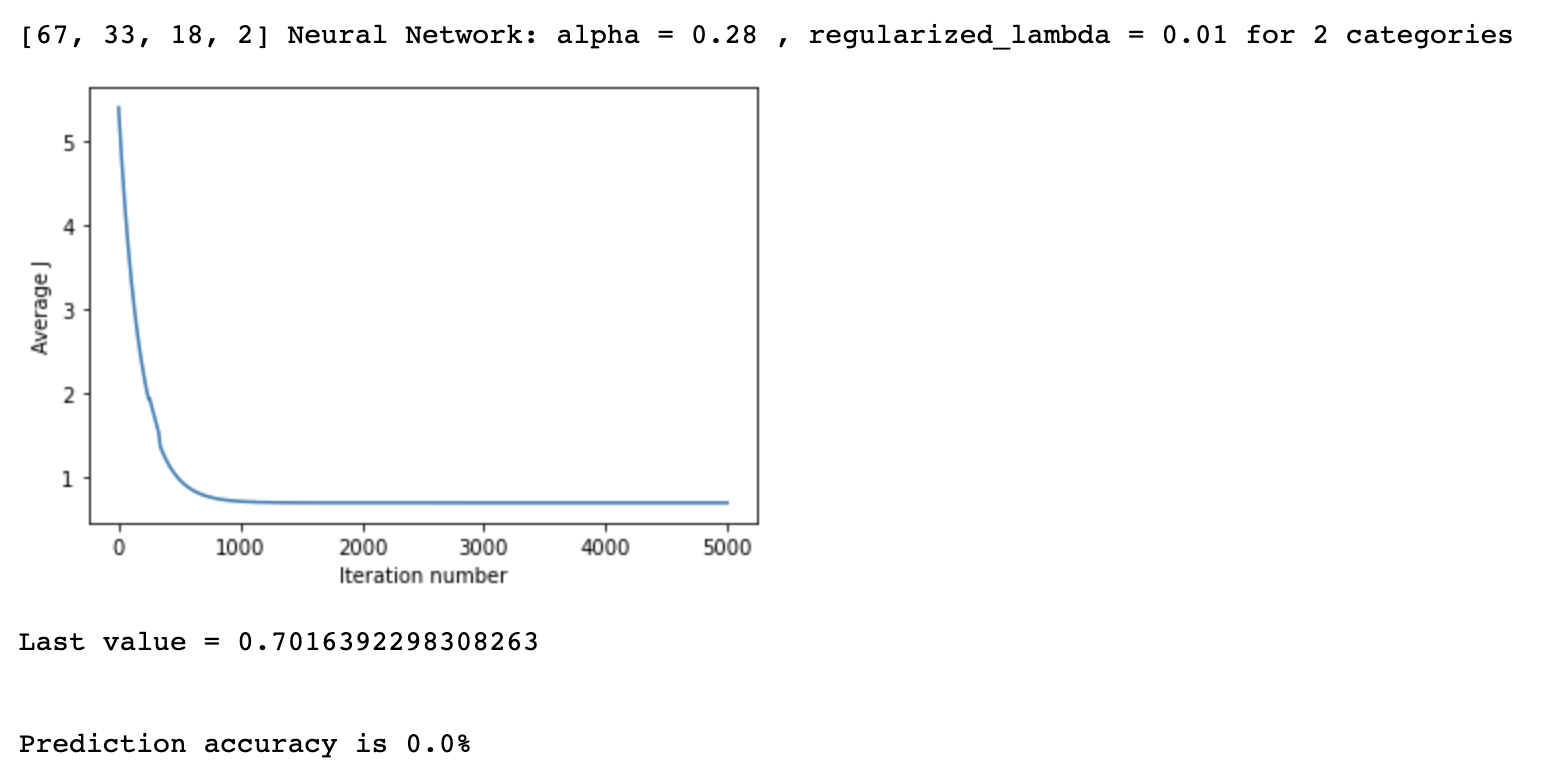 [67, 33, 18, 2] Neural Network: alpha = 0.28 , regularized_lambda = 0.01 for 2 categories
5
4
3
2
1
Average J
0 1000 2000 3000 4000 5000
Iteration number
Last value = 0.7016392298308263
Prediction accuracy is 0.0%